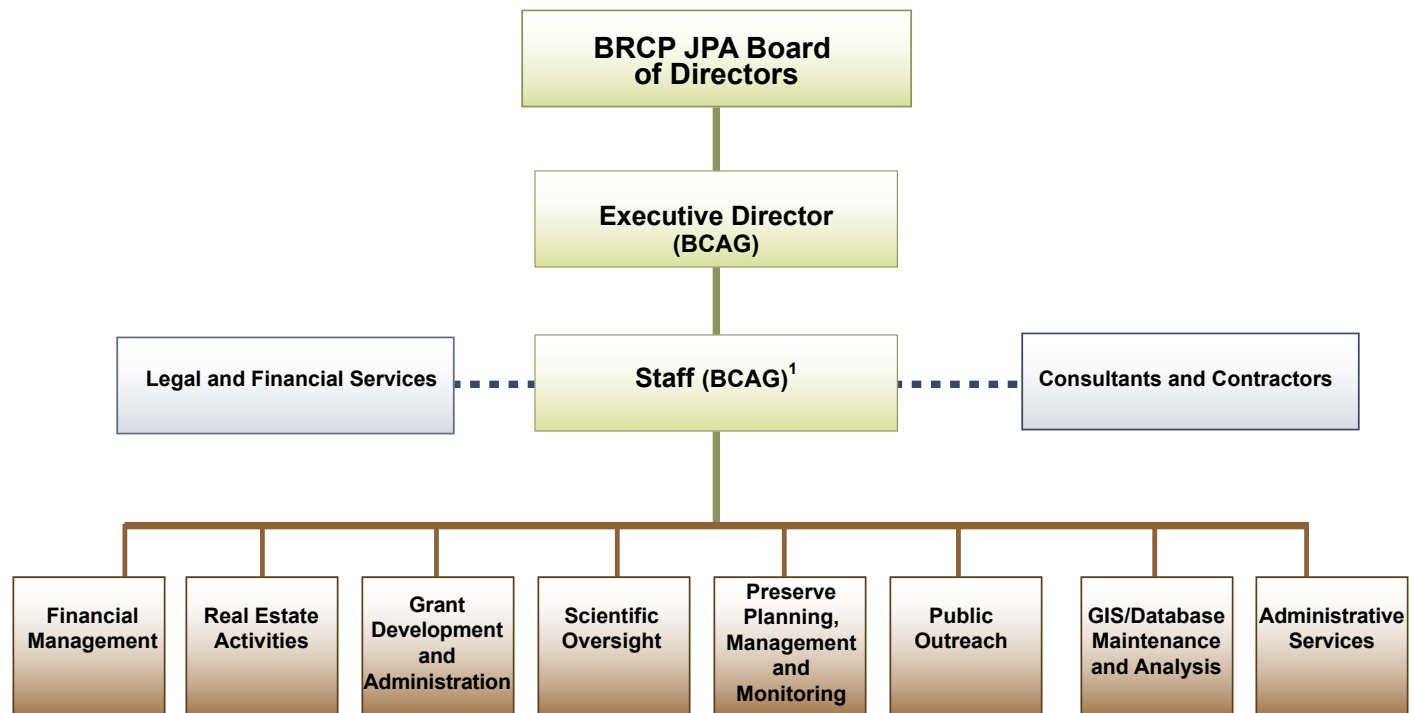 BRCP JPA Board
of Directors
Executive Director
(BCAG)
Legal and Financial Services
Staff (BCAG)1
Consultants and Contractors
Financial
Management
Real Estate
Activities
Grant
Development
and
Administration
Scientific
Oversight
Preserve
Planning,
Management
and
Monitoring
Public
Outreach
GIS/Database
Maintenance
and Analysis
Administrative
Services